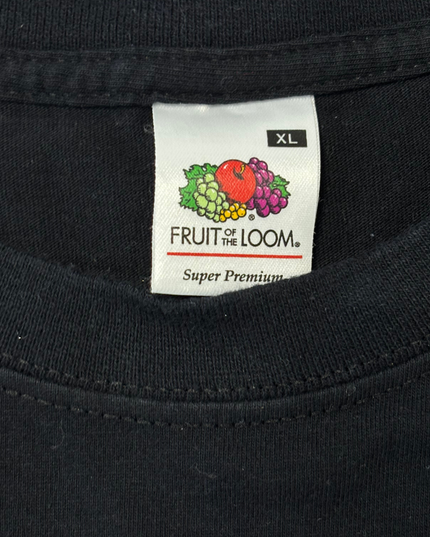 XL
®
FRUIT OF THE LOOM®
Super Premium